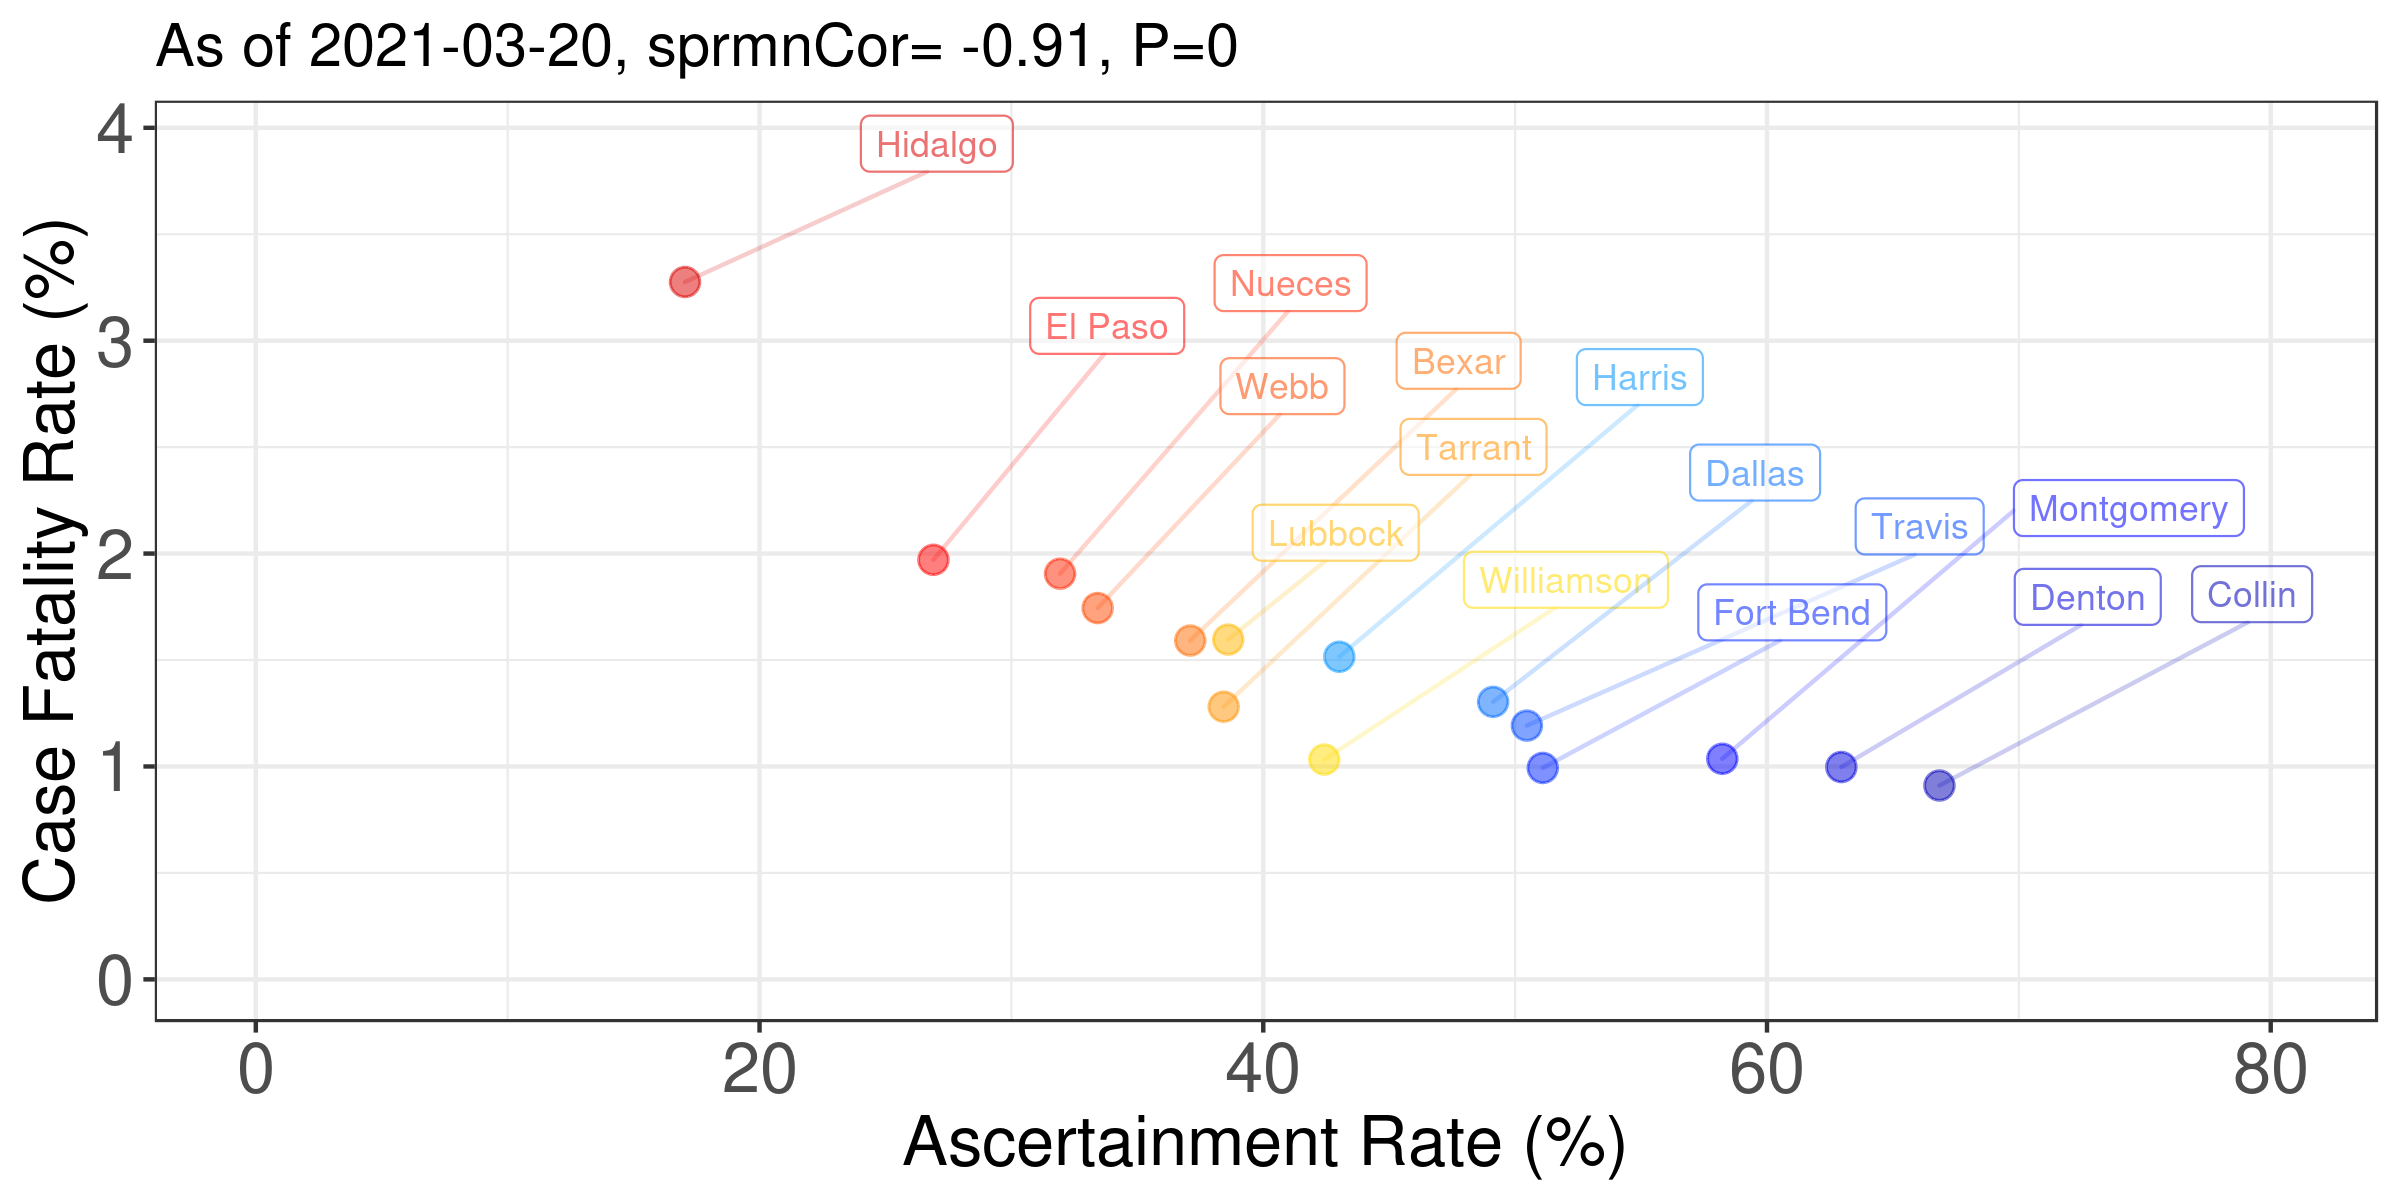 As of 2021-03-20, sprmnCor= -0.91, P=0
Case Fatality Rate (%)
4
3
2
1
0
Hidalgo
Nueces
El Paso
Bexar
Harris
Webb
Tarrant
Dallas
Montgomery
Travis
Lubbock
Williamson
Denton
Collin
Fort Bend
0
20
40
60
80
Ascertainment Rate (%)